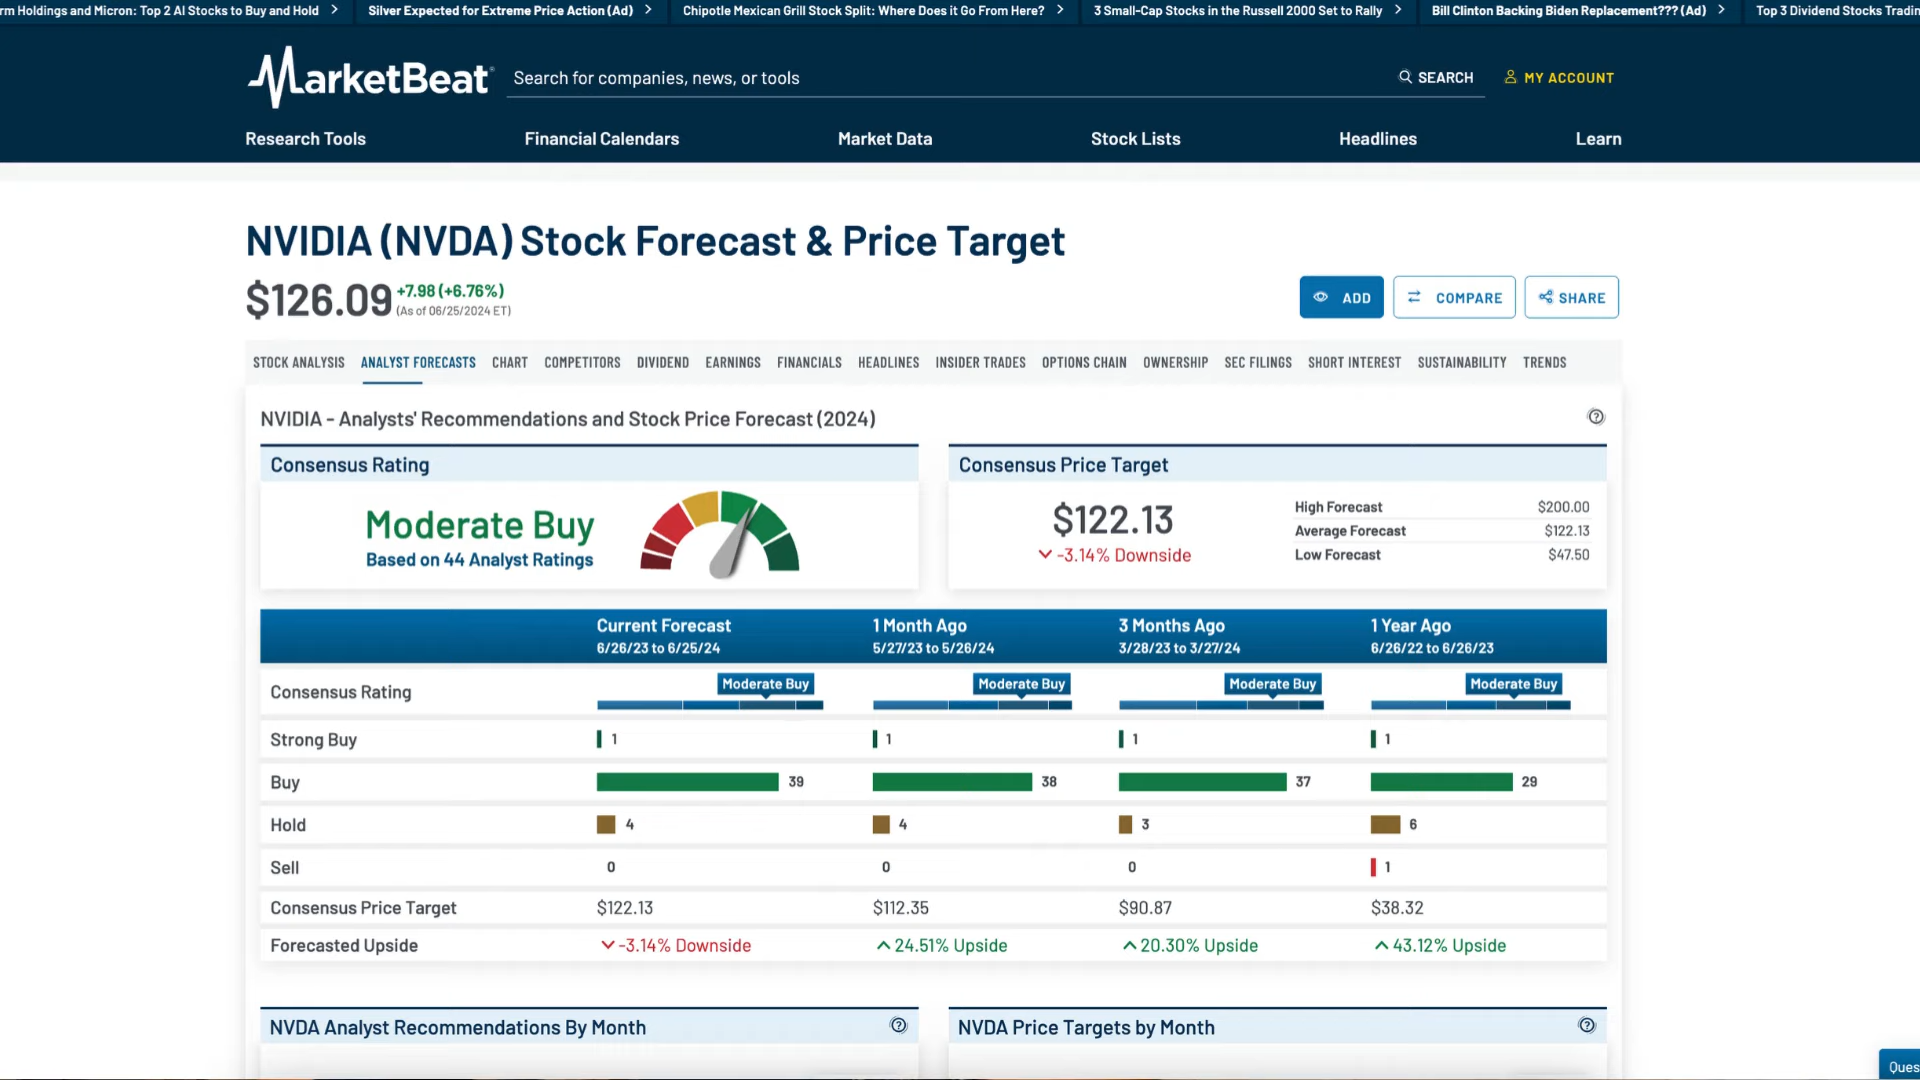 rm Holdings and Micron: Top 2 AI Stocks to Buy and Hold
Silver Expected for Extreme Price Action (Ad)
Chipotle Mexican Grill Stock Split: Where Does it Go From Here?
3 Small-Cap Stocks in the Russell 2000 Set to Rally
Bill Clinton Backing Biden Replacement??? (Ad)
Top 3 Dividend Stocks Tradin
MarketBeat
Search for companies, news, or tools
SEARCH
MY ACCOUNT
Research Tools
Financial Calendars
Market Data
Stock Lists
Headlines
Learn
NVIDIA (NVDA) Stock Forecast & Price Target
$126.09 +7.98 (+6.76%)
(As of 06/25/2024 ET)
ADD
COMPARE
SHARE
STOCK ANALYSIS
ANALYST FORECASTS
CHART
COMPETITORS
DIVIDEND
EARNINGS
FINANCIALS
HEADLINES
INSIDER TRADES
OPTIONS CHAIN
OWNERSHIP
SEC FILINGS
SHORT INTEREST
SUSTAINABILITY
TRENDS
NVIDIA - Analysts' Recommendations and Stock Price Forecast (2024)
Consensus Rating
Moderate Buy
Based on 44 Analyst Ratings
Consensus Price Target
$122.13
-3.14% Downside
High Forecast $200.00
Average Forecast $122.13
Low Forecast $47.50
Current Forecast 1 Month Ago 3 Months Ago 1 Year Ago
6/26/23 to 6/25/24 5/27/23 to 5/26/24 3/28/23 to 3/27/24 6/26/22 to 6/26/23
Consensus Rating Moderate Buy Moderate Buy Moderate Buy Moderate Buy
Strong Buy 1 1 1 1
Buy 39 38 37 29
Hold 4 4 3 6
Sell 0 0 0 1
Consensus Price Target $122.13 $112.35 $90.87 $38.32
Forecasted Upside -3.14% Downside 24.51% Upside 20.30% Upside 43.12% Upside
NVDA Analyst Recommendations By Month
NVDA Price Targets by Month
Ques